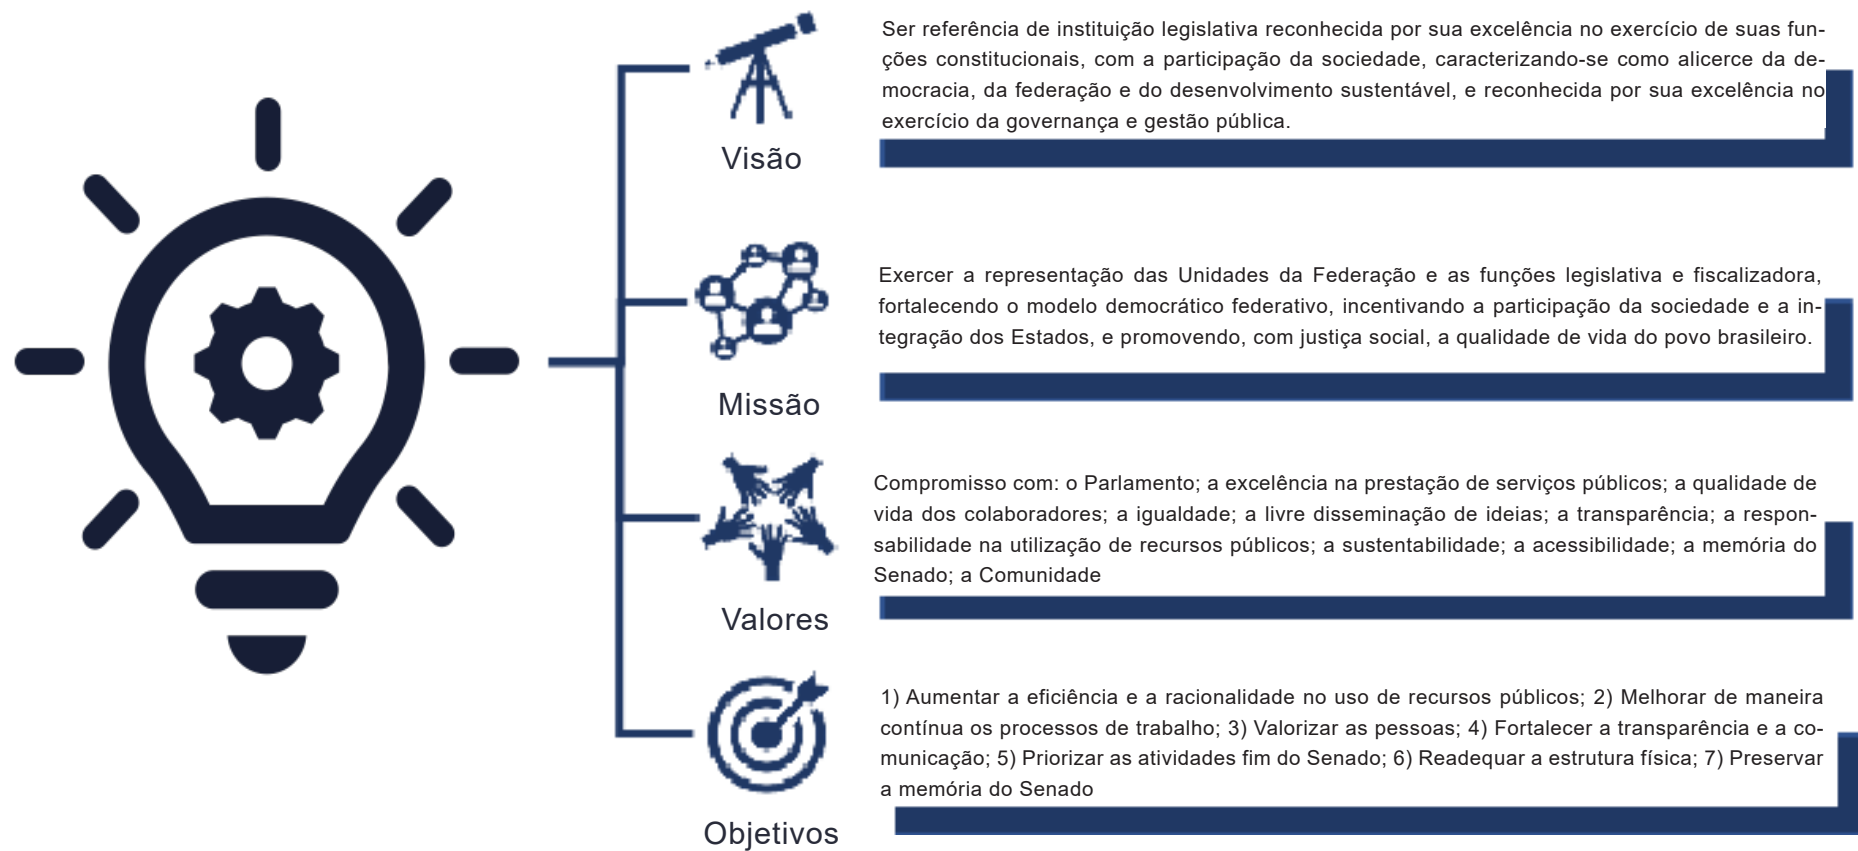 Ser referência de instituição legislativa reconhecida por sua excelência no exercício de suas fun-
ções constitucionais, com a participação da sociedade, caracterizando-se como alicerce da de-
mocracia, da federação e do desenvolvimento sustentável, e reconhecida por sua excelência no
exercício da governança e gestão pública.
Visão
Exercer a representação das Unidades da Federação e as funções legislativa e fiscalizadora,
fortalecendo o modelo democrático federativo, incentivando a participação da sociedade e a in-
tegração dos Estados, e promovendo, com justiça social, a qualidade de vida do povo brasileiro.
Missão
Compromisso com: o Parlamento; a excelência na prestação de serviços públicos; a qualidade de
vida dos colaboradores; a igualdade; a livre disseminação de ideias; a transparência; a respon-
sabilidade na utilização de recursos públicos; a sustentabilidade; a acessibilidade; a memória do
Senado; a Comunidade
Valores
1) Aumentar a eficiência e a racionalidade no uso de recursos públicos; 2) Melhorar de maneira
contínua os processos de trabalho; 3) Valorizar as pessoas; 4) Fortalecer a transparência e a co-
municação; 5) Priorizar as atividades fim do Senado; 6) Readequar a estrutura física; 7) Preservar
a memória do Senado
Objetivos